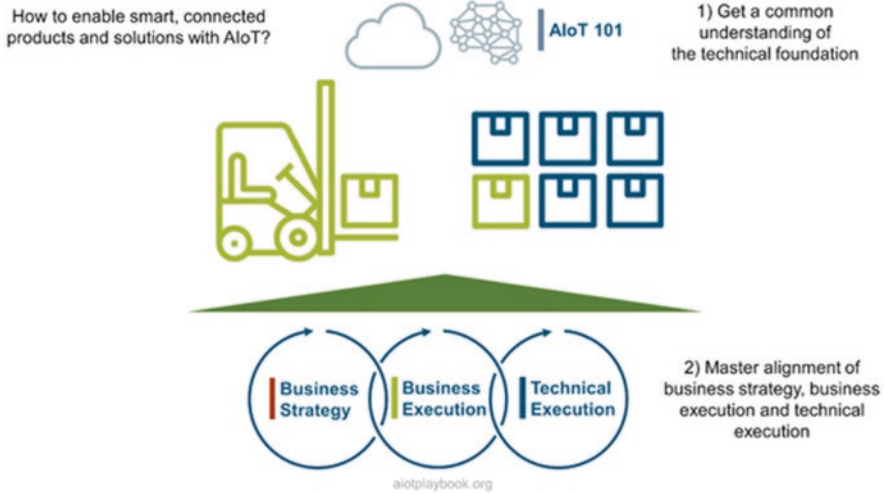 How to enable smart, connected
products and solutions with AIoT?
AIoT 101
1) Get a common
understanding of
the technical foundation
Business
Strategy
Business
Execution
Technical
Execution
2) Master alignment of
business strategy, business
execution and technical
execution
aiotplaybook.org